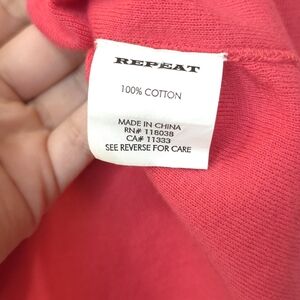 REPEAT
100% COTTON
MADE IN CHINA
RN# 118038
CA# 11333
SEE REVERSE FOR CARE